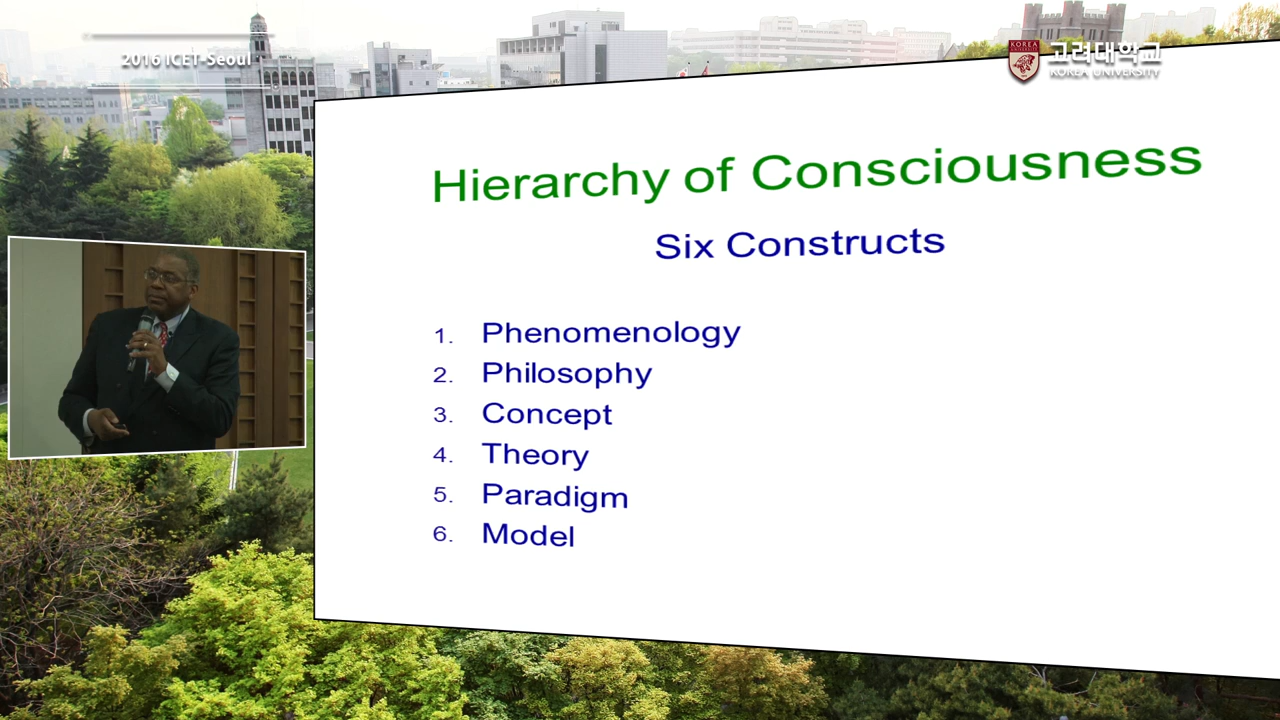 2016 ICET-Seoul
KOREA
고려대학교
KOREA UNIVERSITY
Hierarchy of Consciousness
Six Constructs
1. Phenomenology
2. Philosophy
3. Concept
4. Theory
5. Paradigm
6. Model